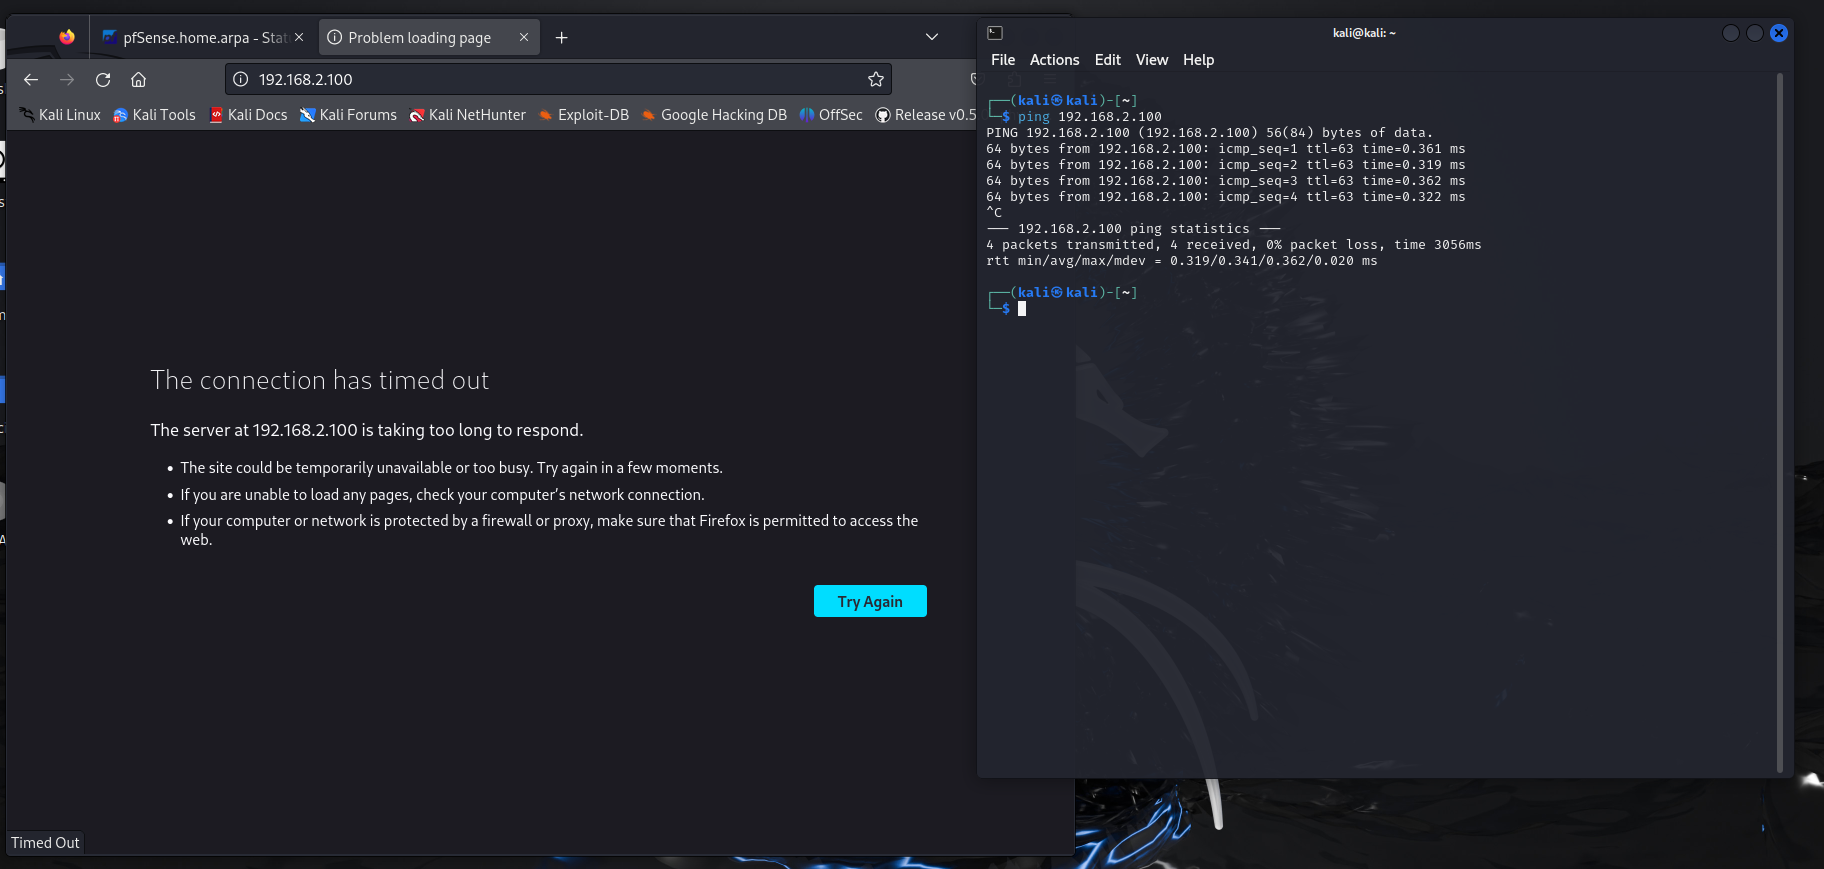 pfSense.home.arpa - Stat
Problem loading page
192.168.2.100
Kali Linux
Kali Tools
Kali Docs
Kali Forums
Kali NetHunter
Exploit-DB
Google Hacking DB
OffSec
Release v0.5
The connection has timed out
The server at 192.168.2.100 is taking too long to respond.
• The site could be temporarily unavailable or too busy. Try again in a few moments.
• If you are unable to load any pages, check your computer’s network connection.
• If your computer or network is protected by a firewall or proxy, make sure that Firefox is permitted to access the
web.
Try Again
Timed Out
kali@kali: ~
File Actions Edit View Help
┌──(kali㉿kali)-[~]
└─$ ping 192.168.2.100
PING 192.168.2.100 (192.168.2.100) 56(84) bytes of data.
64 bytes from 192.168.2.100: icmp_seq=1 ttl=63 time=0.361 ms
64 bytes from 192.168.2.100: icmp_seq=2 ttl=63 time=0.319 ms
64 bytes from 192.168.2.100: icmp_seq=3 ttl=63 time=0.362 ms
64 bytes from 192.168.2.100: icmp_seq=4 ttl=63 time=0.322 ms
^C
--- 192.168.2.100 ping statistics ---
4 packets transmitted, 4 received, 0% packet loss, time 3056ms
rtt min/avg/max/mdev = 0.319/0.341/0.362/0.020 ms
┌──(kali㉿kali)-[~]
└─$